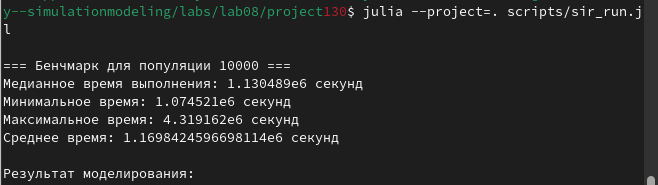 y--simulationmodeling/labs/lab08/project130$ julia --project=. scripts/sir_run.j
l
=== Бенчмарк для популяции 10000 ===
Медианное время выполнения: 1.130489e6 секунд
Минимальное время: 1.074521e6 секунд
Максимальное время: 4.319162e6 секунд
Среднее время: 1.1698424596698114e6 секунд
Результат моделирования: